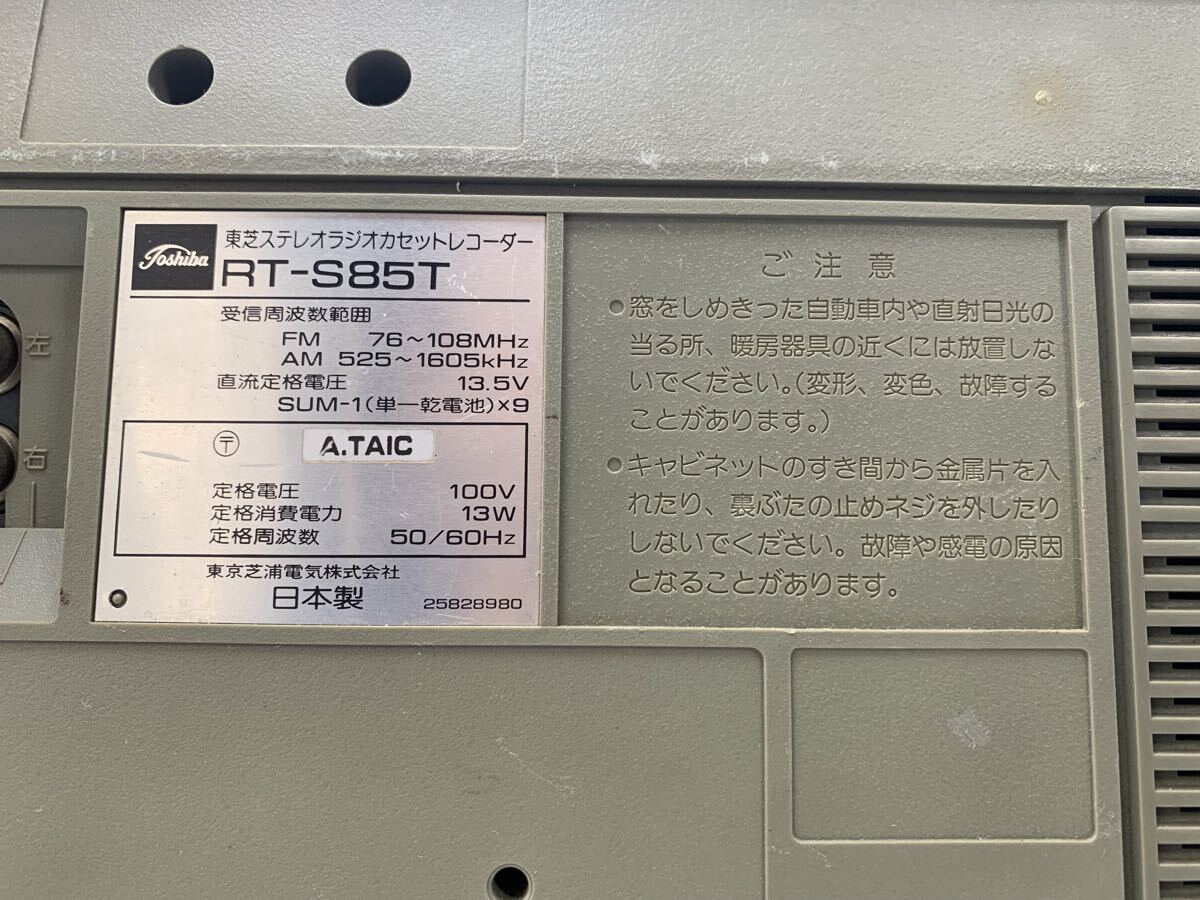 左
右
Toshiba
東芝ステレオラジオカセットレコーダー
RT-S85T
受信周波数範囲
FM 76～108MHz
AM 525～1605kHz
直流定格電圧 13.5V
SUM-1(単一乾電池)×9
〒 A.TAIC
定格電圧 100V
定格消費電力 13W
定格周波数 50/60Hz
東京芝浦電気株式会社
日本製 25828980
ご注意
●窓をしめきった自動車内や直射日光の
当る所、暖房器具の近くには放置しな
いでください。(変形、変色、故障する
ことがあります。)
●キャビネットのすき間から金属片を入
れたり、裏ぶたの止めネジを外したり
しないでください。故障や感電の原因
となることがあります。